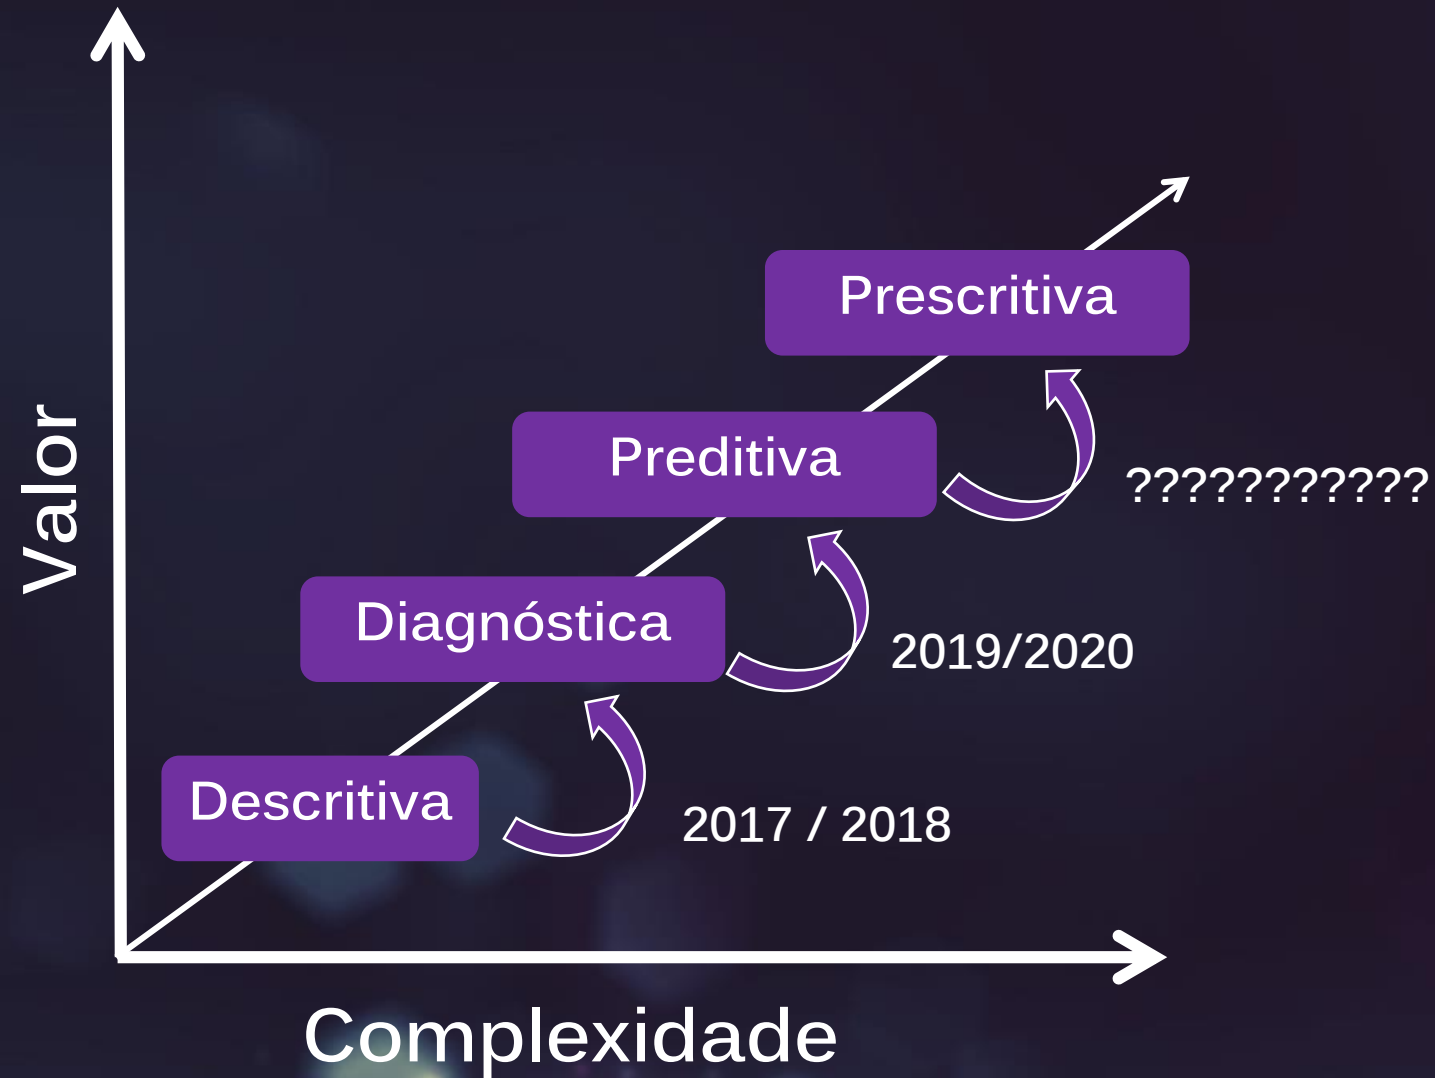 Prescritiva
Preditiva
???????????
Valor
Diagnóstica
2019/2020
Descritiva
2017 / 2018
Complexidade